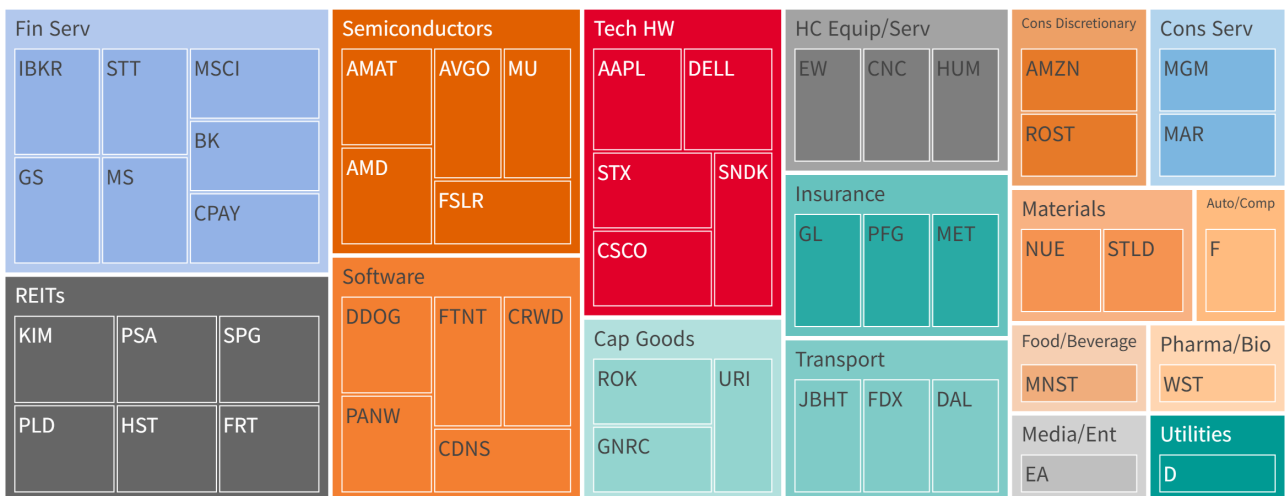 Fin Serv
IBKR
STT
MSCI
BK
GS
MS
CPAY
REITs
KIM
PSA
SPG
PLD
HST
FRT
Semiconductors
AMAT
AVGO
MU
AMD
FSLR
Software
DDOG
FTNT
CRWD
PANW
CDNS
Tech HW
AAPL
DELL
STX
SNDK
CSCO
Cap Goods
ROK
URI
GNRC
HC Equip/Serv
EW
CNC
HUM
Insurance
GL
PFG
MET
Transport
JBHT
FDX
DAL
Cons Discretionary
AMZN
ROST
Cons Serv
MGM
MAR
Materials
NUE
STLD
Auto/Comp
F
Food/Beverage
MNST
Pharma/Bio
WST
Media/Ent
EA
Utilities
D